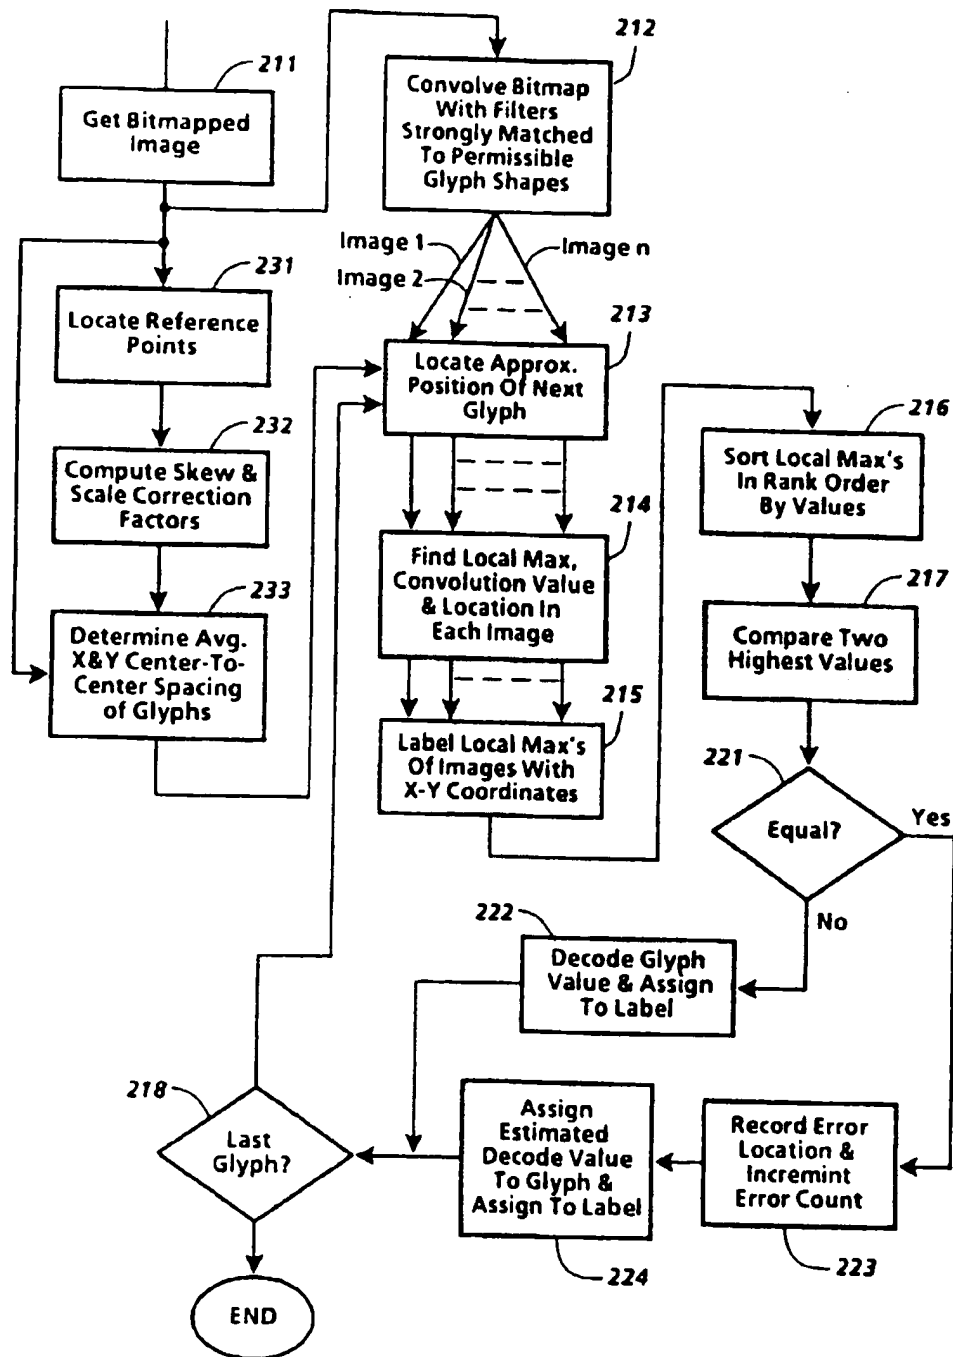 211
Get Bitmapped
Image
212
Convolve Bitmap
With Filters
Strongly Matched
To Permissible
Glyph Shapes
Image 1
Image 2
Image n
231
Locate Reference
Points
232
Compute Skew &
Scale Correction
Factors
233
Determine Avg.
X&Y Center-To-
Center Spacing
of Glyphs
213
Locate Approx.
Position Of Next
Glyph
214
Find Local Max,
Convolution Value
& Location In
Each Image
215
Label Local Max's
Of Images With
X-Y Coordinates
216
Sort Local Max's
In Rank Order
By Values
217
Compare Two
Highest Values
221
Equal?
Yes
No
222
Decode Glyph
Value & Assign
To Label
223
Record Error
Location &
Incremint
Error Count
224
Assign
Estimated
Decode Value
To Glyph &
Assign To Label
218
Last
Glyph?
END